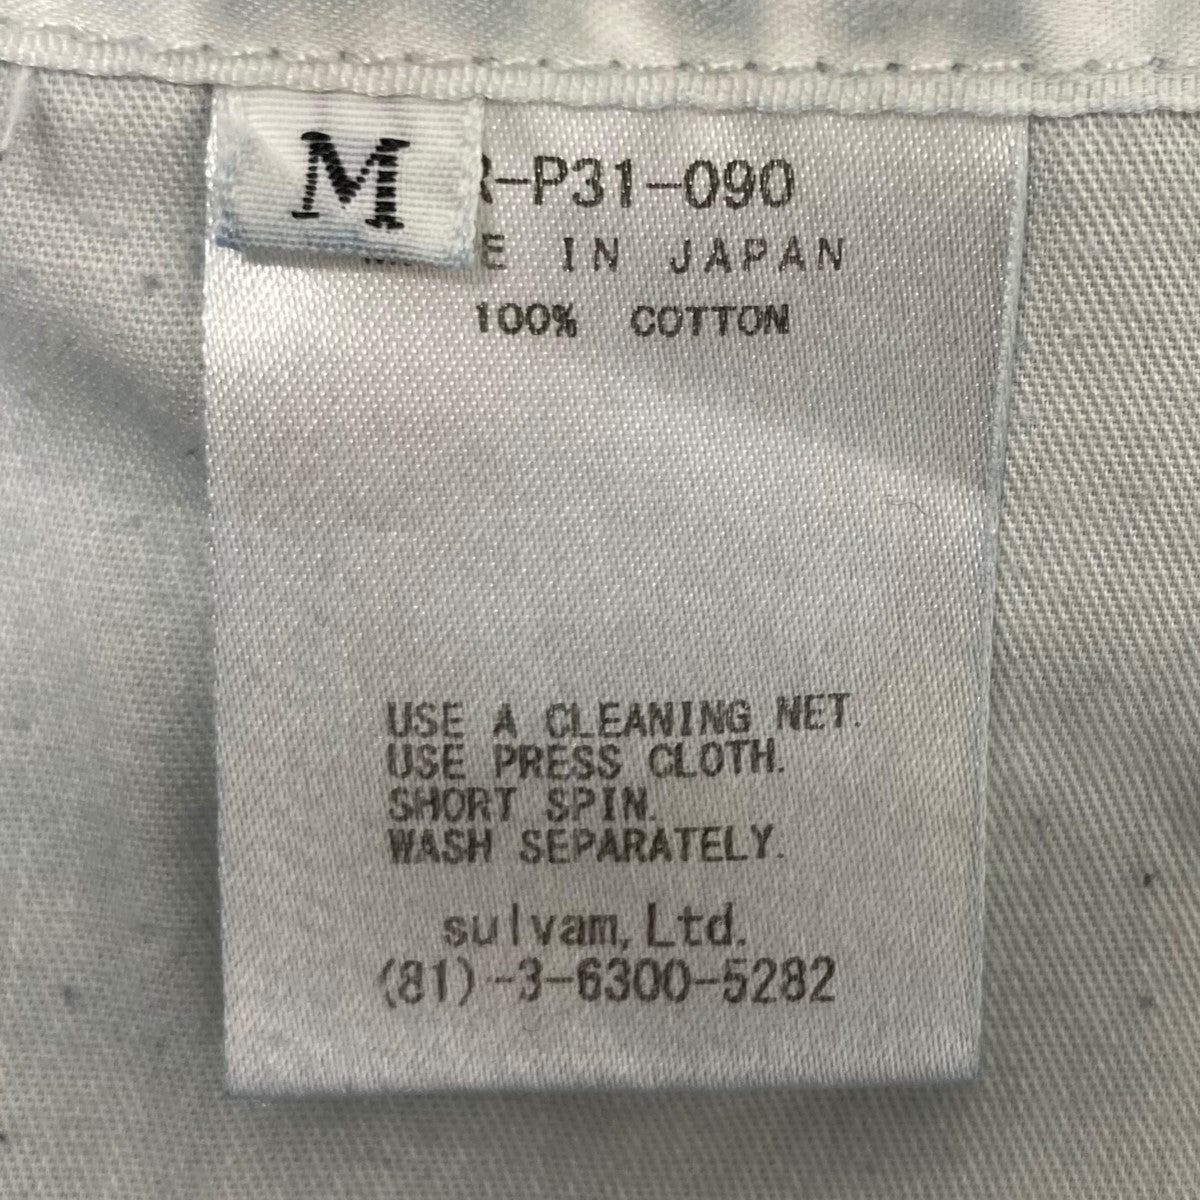 M
-P31-090
IN JAPAN
100% COTTON
USE A CLEANING NET.
USE PRESS CLOTH.
SHORT SPIN.
WASH SEPARATELY.
sulvam, Ltd.
(81)-3-6300-5282